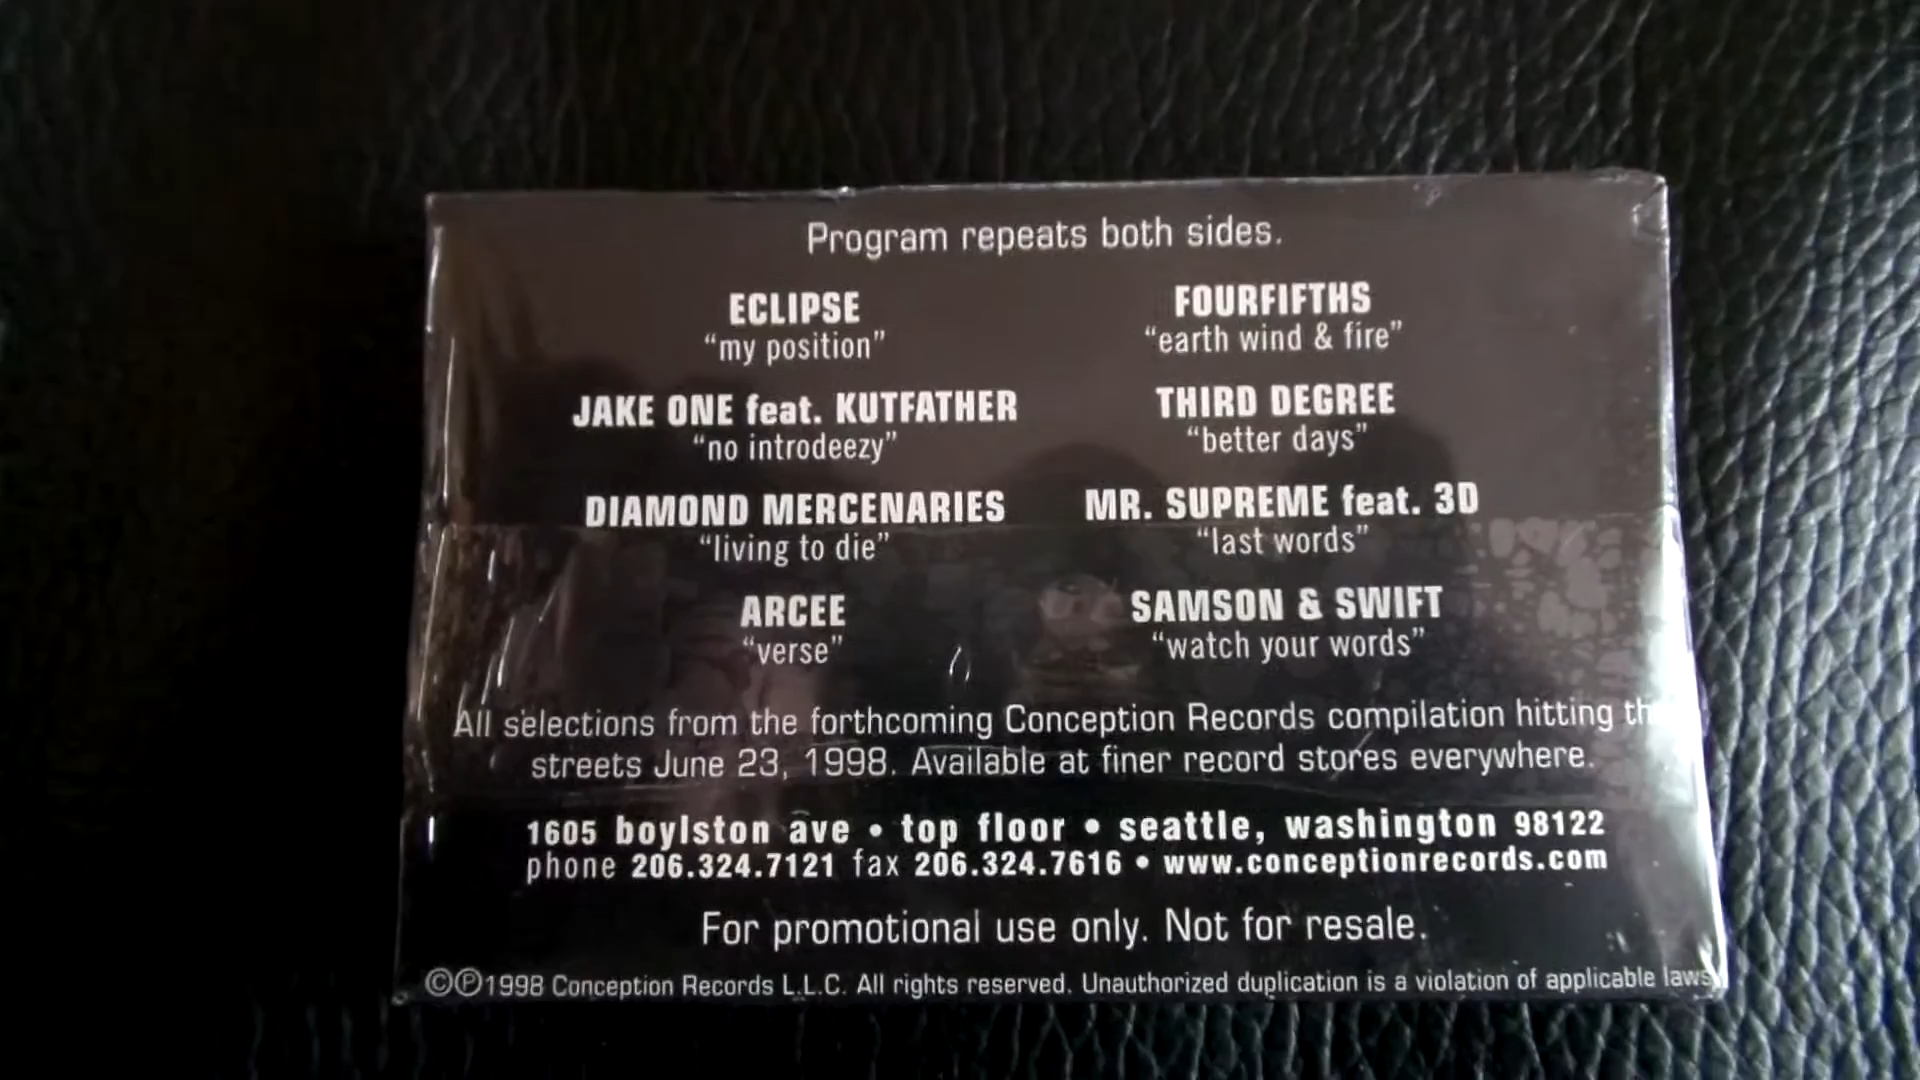 Program repeats both sides.
ECLIPSE
“my position”
FOURFIFTHS
“earth wind & fire”
JAKE ONE feat. KUTFATHER
“no introdeezy”
THIRD DEGREE
“better days”
DIAMOND MERCENARIES
“living to die”
MR. SUPREME feat. 3D
“last words”
ARCEE
“verse”
SAMSON & SWIFT
“watch your words”
All selections from the forthcoming Conception Records compilation hitting
streets June 23, 1998. Available at finer record stores everywhere.
1605 boylston ave • top floor • seattle, washington 98122
phone 206.324.7121 fax 206.324.7616 • www.conceptionrecords.com
For promotional use only. Not for resale.
©℗1998 Conception Records L.L.C. All rights reserved. Unauthorized duplication is a violation of applicable laws